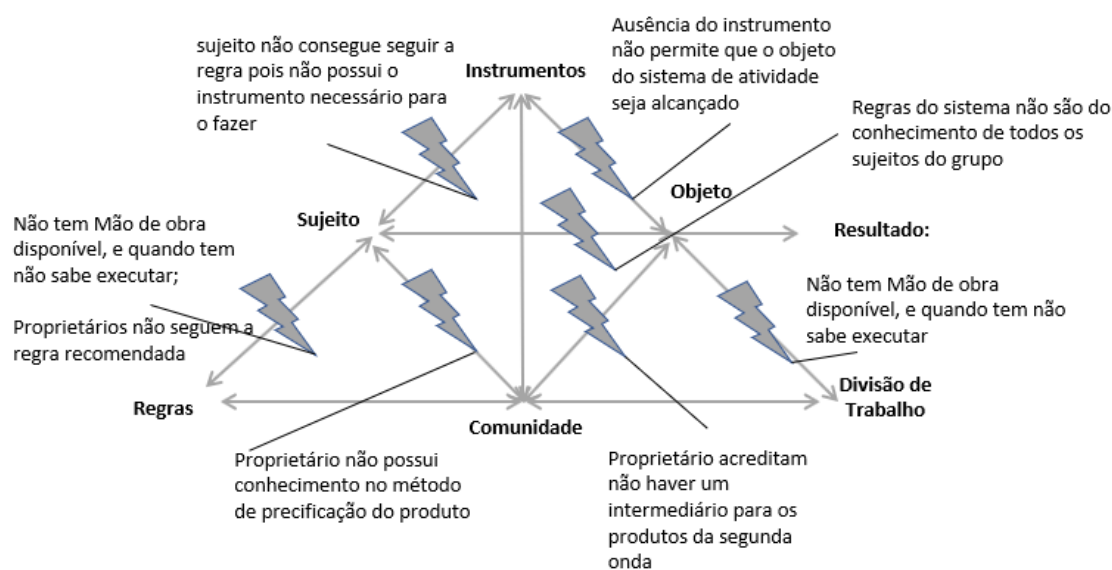 sujeito não consegue seguir a
regra pois não possui o
instrumento necessário para
o fazer
Instrumentos
Ausência do instrumento
não permite que o objeto
do sistema de atividade
seja alcançado
Regras do sistema não são do
conhecimento de todos os
sujeitos do grupo
Objeto
Sujeito
Resultado:
Não tem Mão de obra
disponível, e quando tem
não sabe executar;
Proprietários não seguem a
regra recomendada
Não tem Mão de obra
disponível, e quando tem não
sabe executar
Regras
Comunidade
Divisão de
Trabalho
Proprietário não possui
conhecimento no método
de precificação do produto
Proprietário acreditam
não haver um
intermediário para os
produtos da segunda
onda